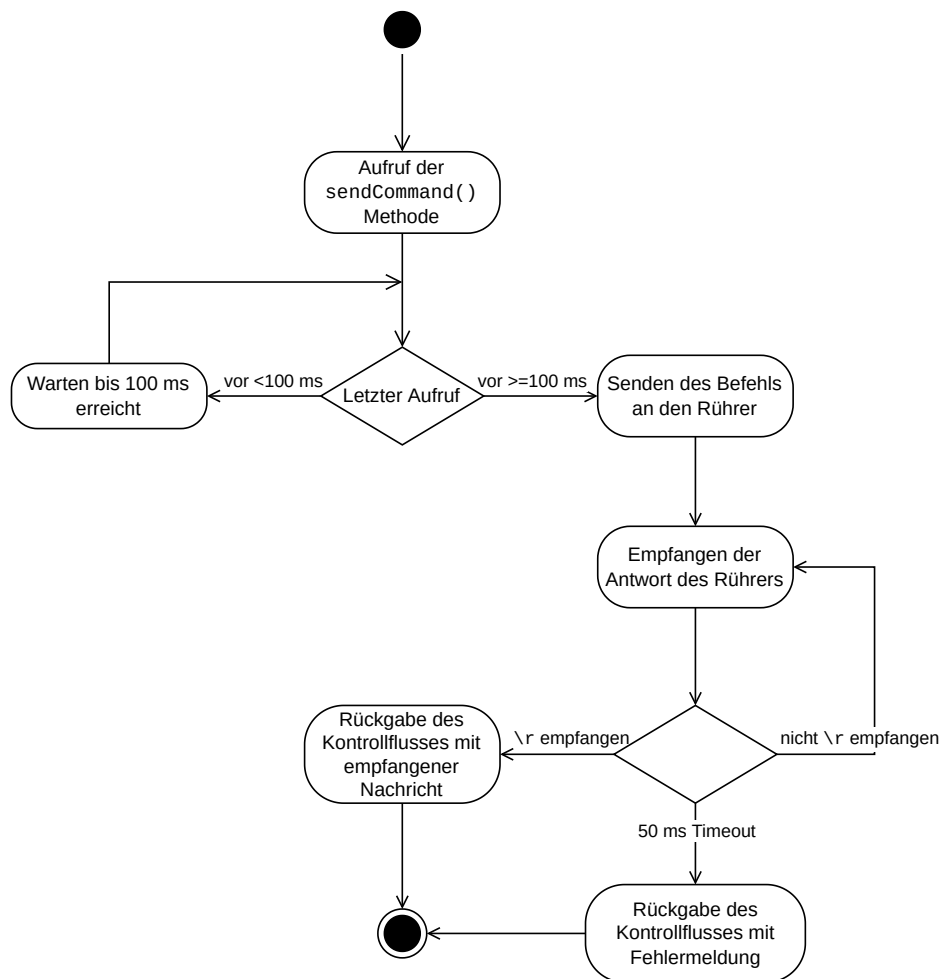 Aufruf der
sendCommand()
Methode
Warten bis 100 ms
erreicht
vor <100 ms
Letzter Aufruf
vor >=100 ms
Senden des Befehls
an den Rührer
Empfangen der
Antwort des Rührers
Rückgabe des
Kontrollflusses mit
empfangener
Nachricht
\r empfangen
nicht \r empfangen
50 ms Timeout
Rückgabe des
Kontrollflusses mit
Fehlermeldung